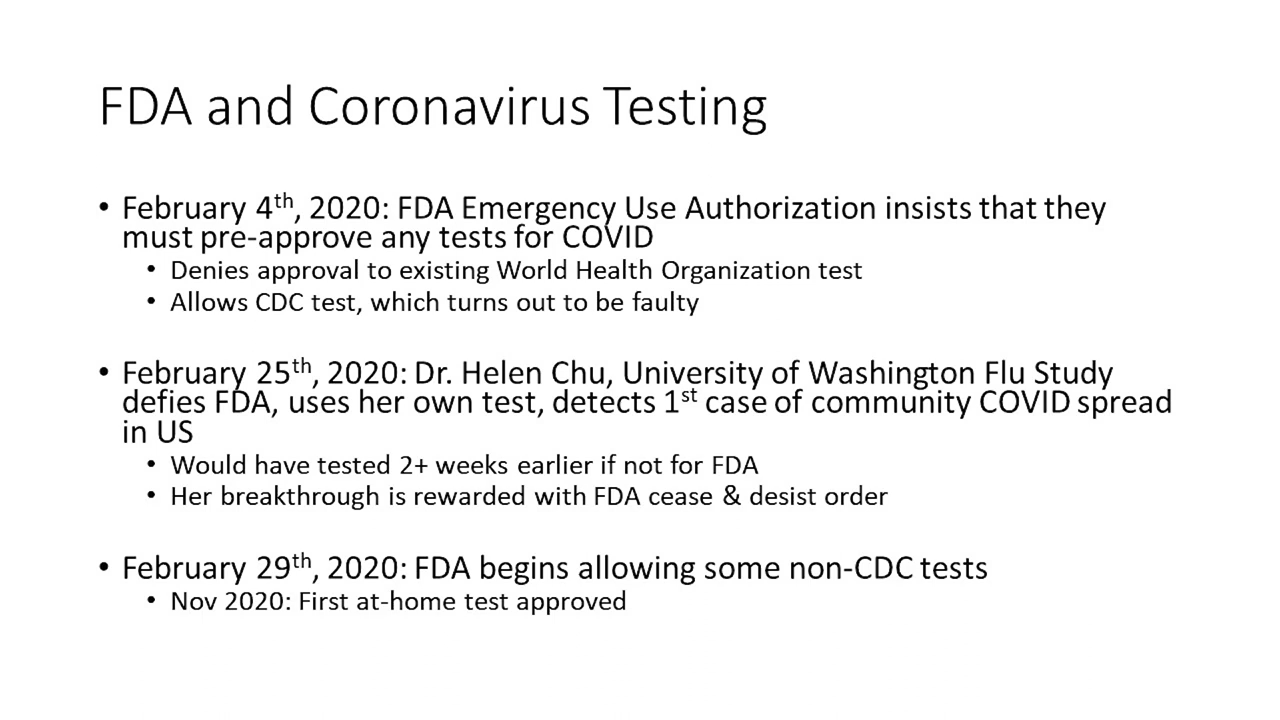 FDA and Coronavirus Testing
• February 4th, 2020: FDA Emergency Use Authorization insists that they
must pre-approve any tests for COVID
• Denies approval to existing World Health Organization test
• Allows CDC test, which turns out to be faulty
• February 25th, 2020: Dr. Helen Chu, University of Washington Flu Study
defies FDA, uses her own test, detects 1st case of community COVID spread
in US
• Would have tested 2+ weeks earlier if not for FDA
• Her breakthrough is rewarded with FDA cease & desist order
• February 29th, 2020: FDA begins allowing some non-CDC tests
• Nov 2020: First at-home test approved